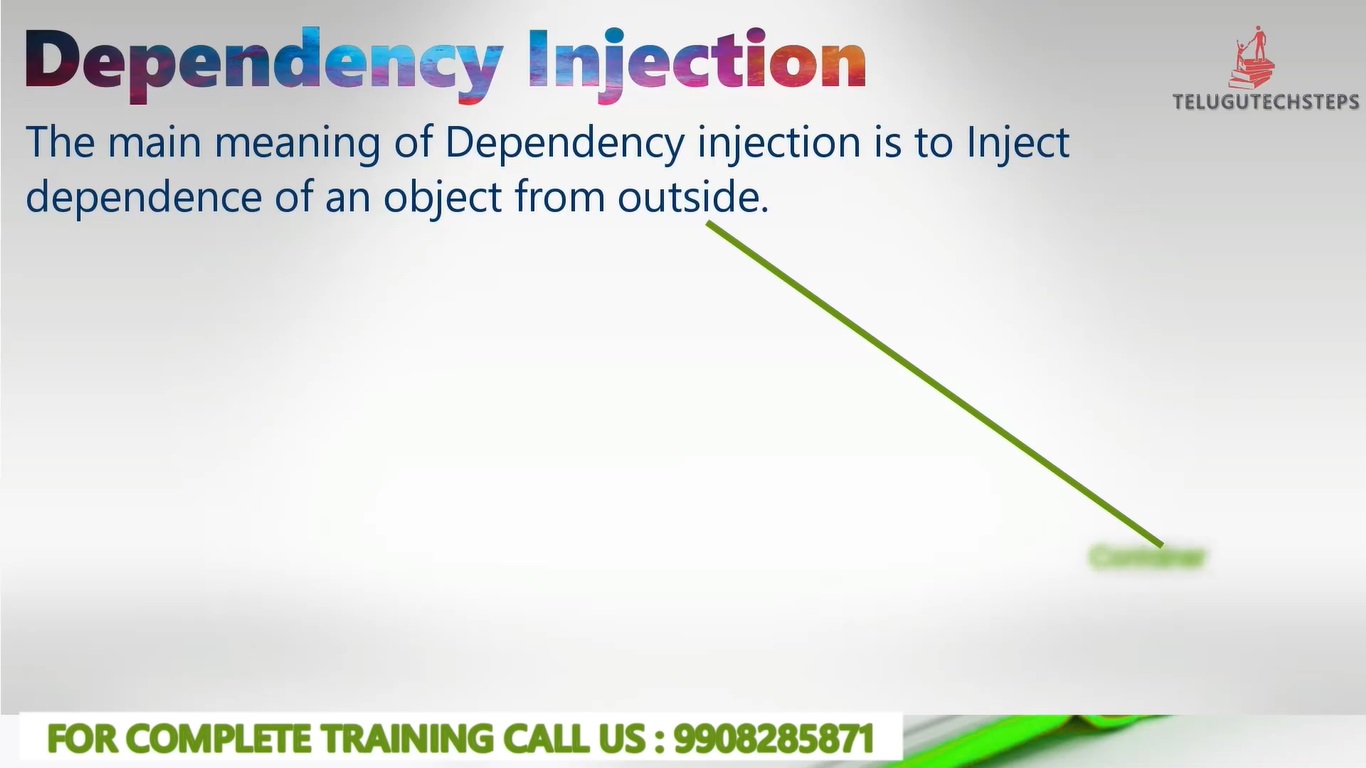 Dependency Injection
TELUGUTECHSTEPS
The main meaning of Dependency injection is to Inject
dependence of an object from outside.
FOR COMPLETE TRAINING CALL US : 9908285871